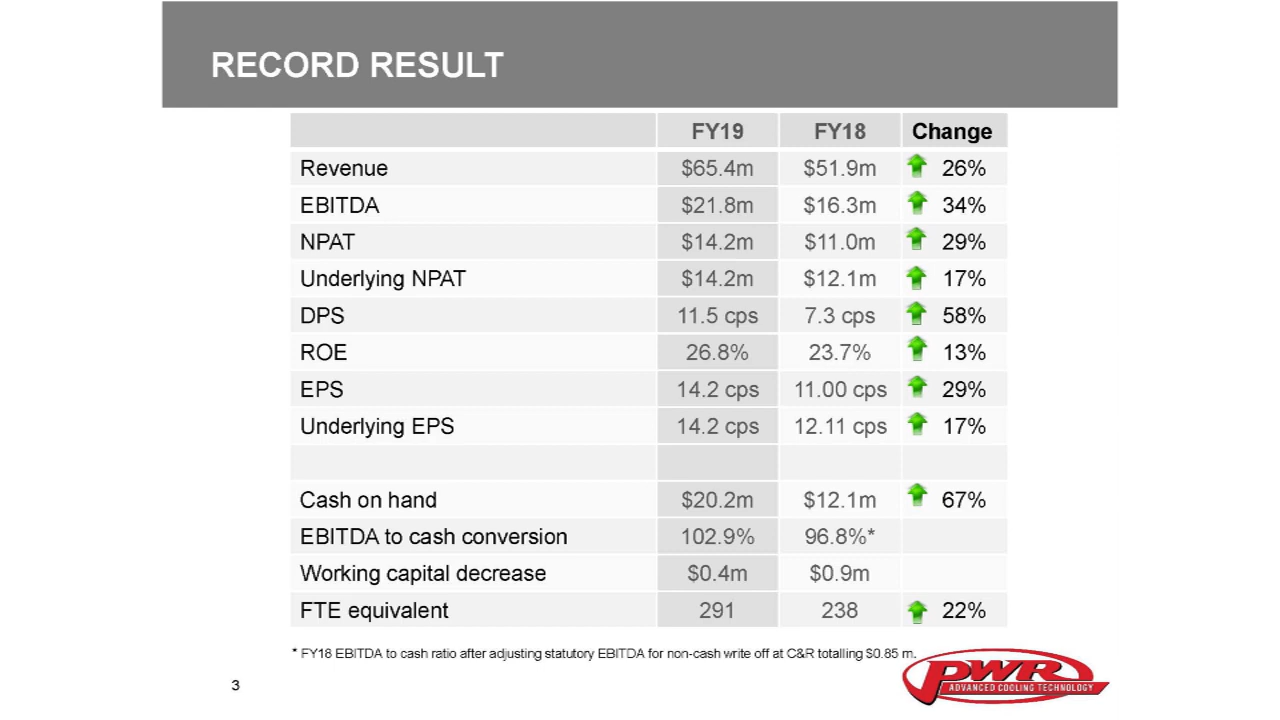 RECORD RESULT
FY19 FY18 Change
Revenue $65.4m $51.9m 26%
EBITDA $21.8m $16.3m 34%
NPAT $14.2m $11.0m 29%
Underlying NPAT $14.2m $12.1m 17%
DPS 11.5 cps 7.3 cps 58%
ROE 26.8% 23.7% 13%
EPS 14.2 cps 11.00 cps 29%
Underlying EPS 14.2 cps 12.11 cps 17%
Cash on hand $20.2m $12.1m 67%
EBITDA to cash conversion 102.9% 96.8%*
Working capital decrease $0.4m $0.9m
FTE equivalent 291 238 22%
* FY18 EBITDA to cash ratio after adjusting statutory EBITDA for non-cash write off at C&R totalling $0.85 m.
3
PWR
ADVANCED COOLING TECHNOLOGY